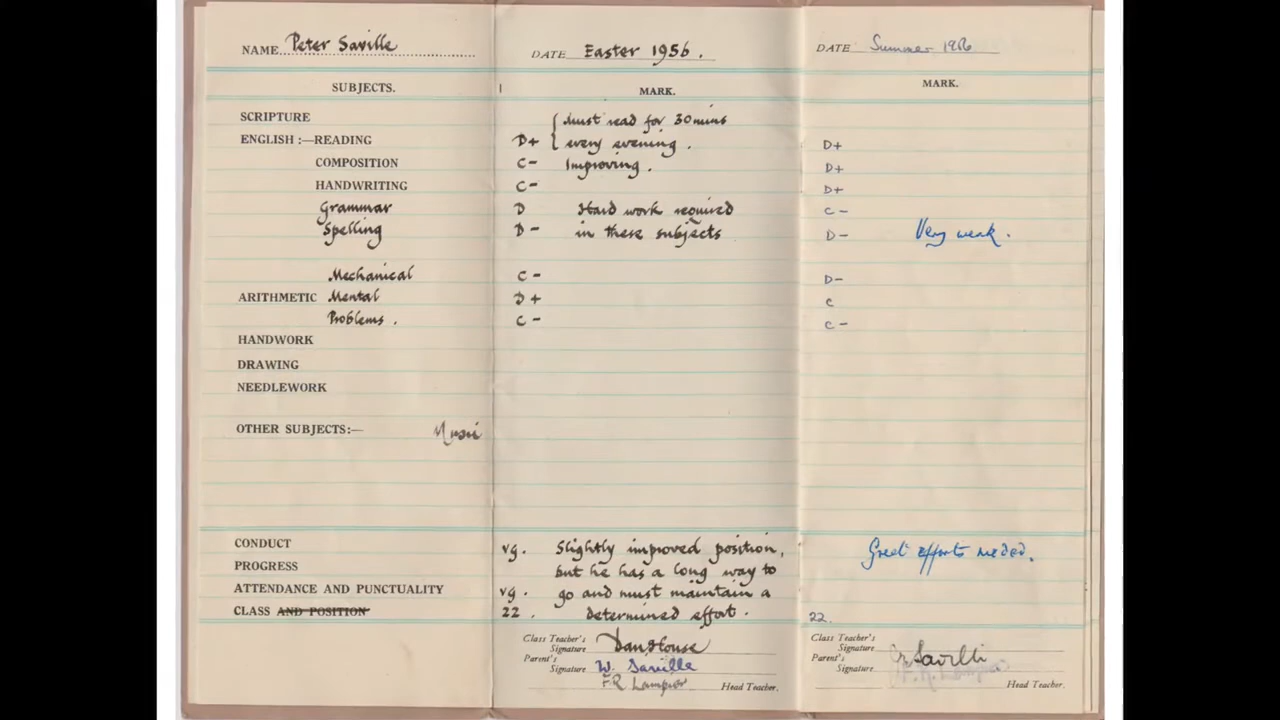 NAME Peter Saville
DATE Easter 1956.
DATE Summer 1956
SUBJECTS.
MARK.
MARK.
SCRIPTURE
Must read for 30 mins
ENGLISH :—READING D+ every evening. D+
COMPOSITION C- Improving. D+
HANDWRITING C- D+
Grammar D Hard work required C-
Spelling D- in these subjects D- Very weak.
Mechanical C- D-
ARITHMETIC Mental D+ C
Problems. C- C-
HANDWORK
DRAWING
NEEDLEWORK
OTHER SUBJECTS:— Music
CONDUCT vg. Slightly improved position, Great efforts needed.
PROGRESS but he has a long way to
ATTENDANCE AND PUNCTUALITY vg. go and must maintain a
CLASS AND POSITION 22. determined effort. 22.
Class Teacher's
Signature
Parent's
Signature W. Saville
Head Teacher.
Class Teacher's
Signature
Parent's
Signature Saville
Head Teacher.